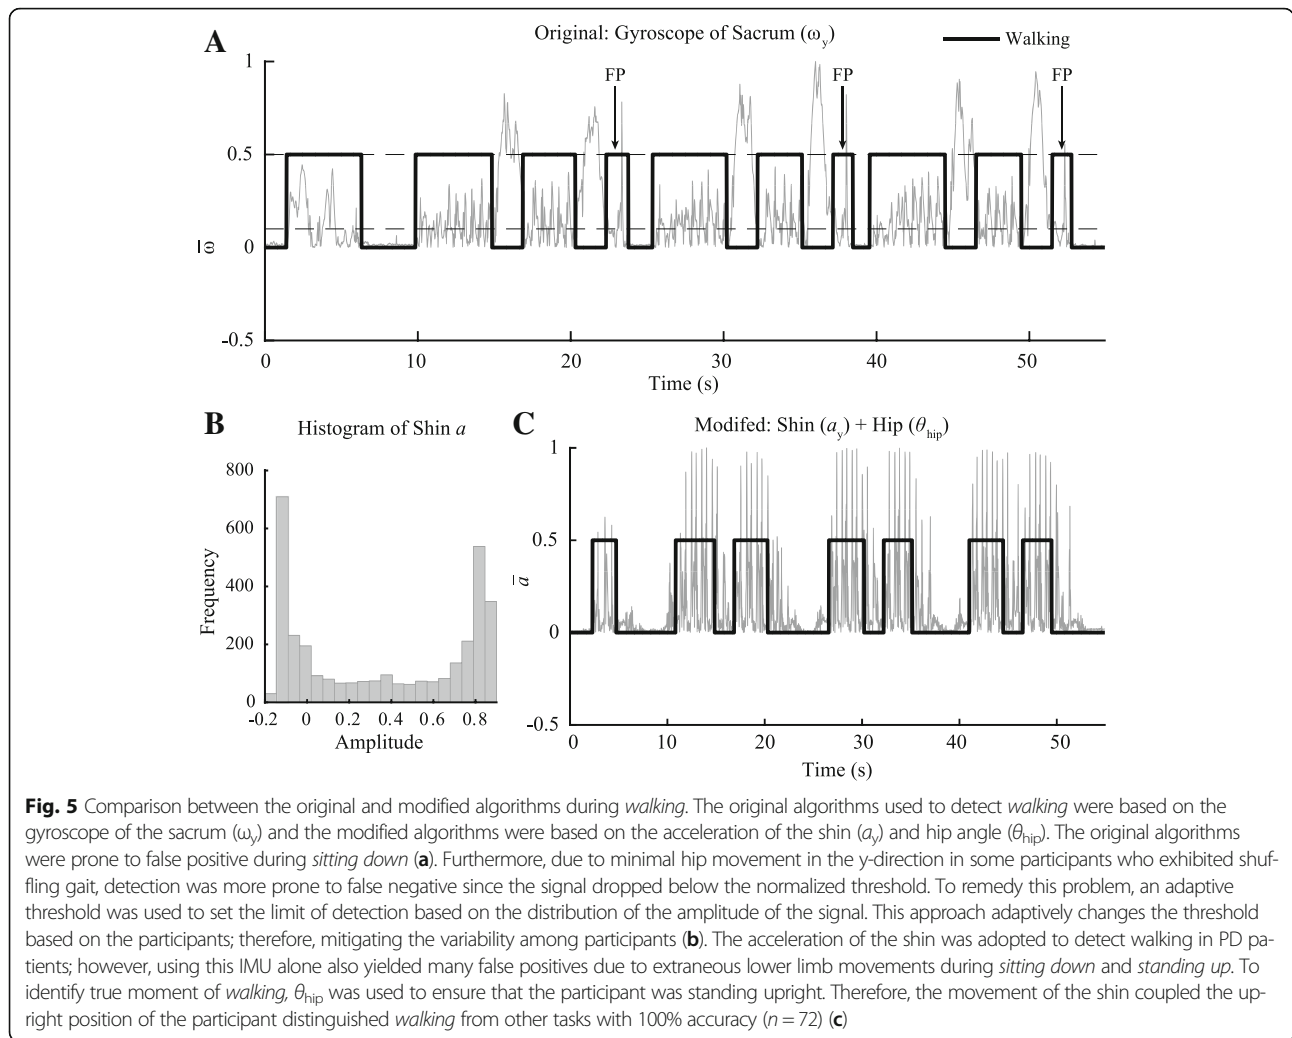 A
Original: Gyroscope of Sacrum (ωy)
Walking
FP
FP
FP
1
0.5
0
-0.5
ω̅
0
10
20
30
40
50
Time (s)
B
Histogram of Shin a
800
600
400
200
0
Frequency
-0.2
0
0.2
0.4
0.6
0.8
Amplitude
C
Modifed: Shin (ay) + Hip (θhip)
1
0.5
0
-0.5
a̅
0
10
20
30
40
50
Time (s)
Fig. 5 Comparison between the original and modified algorithms during walking. The original algorithms used to detect walking were based on the
gyroscope of the sacrum (ωy) and the modified algorithms were based on the acceleration of the shin (ay) and hip angle (θhip). The original algorithms
were prone to false positive during sitting down (a). Furthermore, due to minimal hip movement in the y-direction in some participants who exhibited shuf-
fling gait, detection was more prone to false negative since the signal dropped below the normalized threshold. To remedy this problem, an adaptive
threshold was used to set the limit of detection based on the distribution of the amplitude of the signal. This approach adaptively changes the threshold
based on the participants; therefore, mitigating the variability among participants (b). The acceleration of the shin was adopted to detect walking in PD pa-
tients; however, using this IMU alone also yielded many false positives due to extraneous lower limb movements during sitting down and standing up. To
identify true moment of walking, θhip was used to ensure that the participant was standing upright. Therefore, the movement of the shin coupled the up-
right position of the participant distinguished walking from other tasks with 100% accuracy (n = 72) (c)